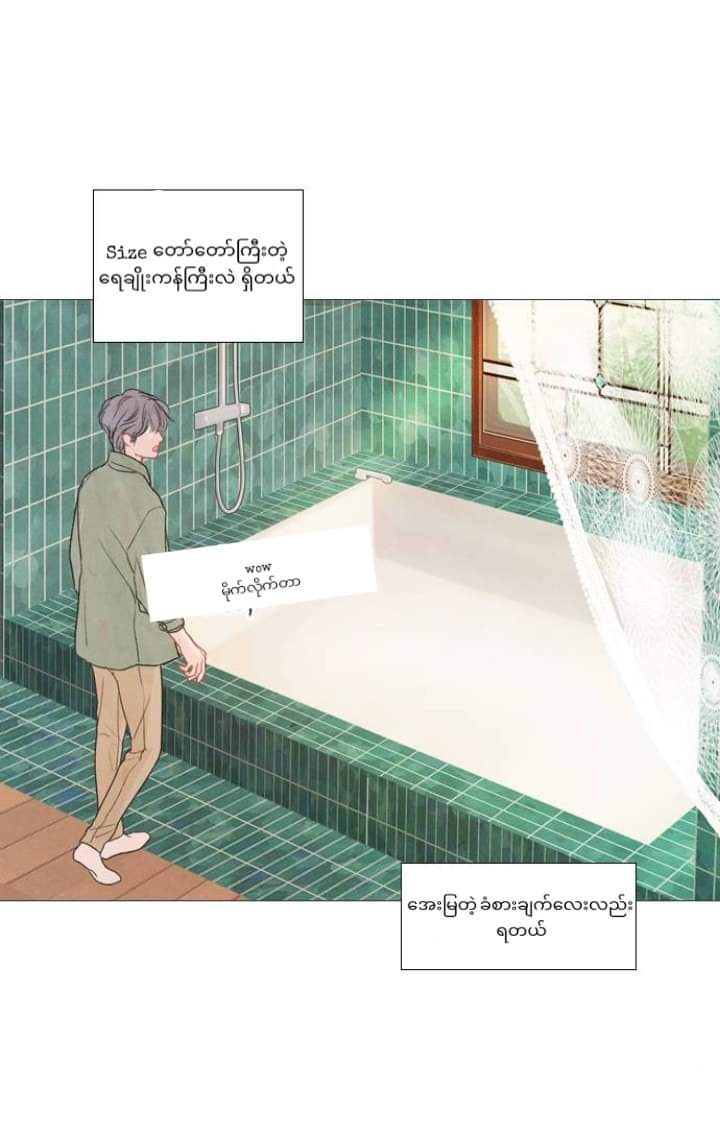 Size တော်တော်ကြီးတဲ့
ရေချိုးကန်ကြီးလဲ ရှိတယ်
wow
မိုက်လိုက်တာ
အေးမြတဲ့ ခံစားချက်လေးလည်း
ရတယ်